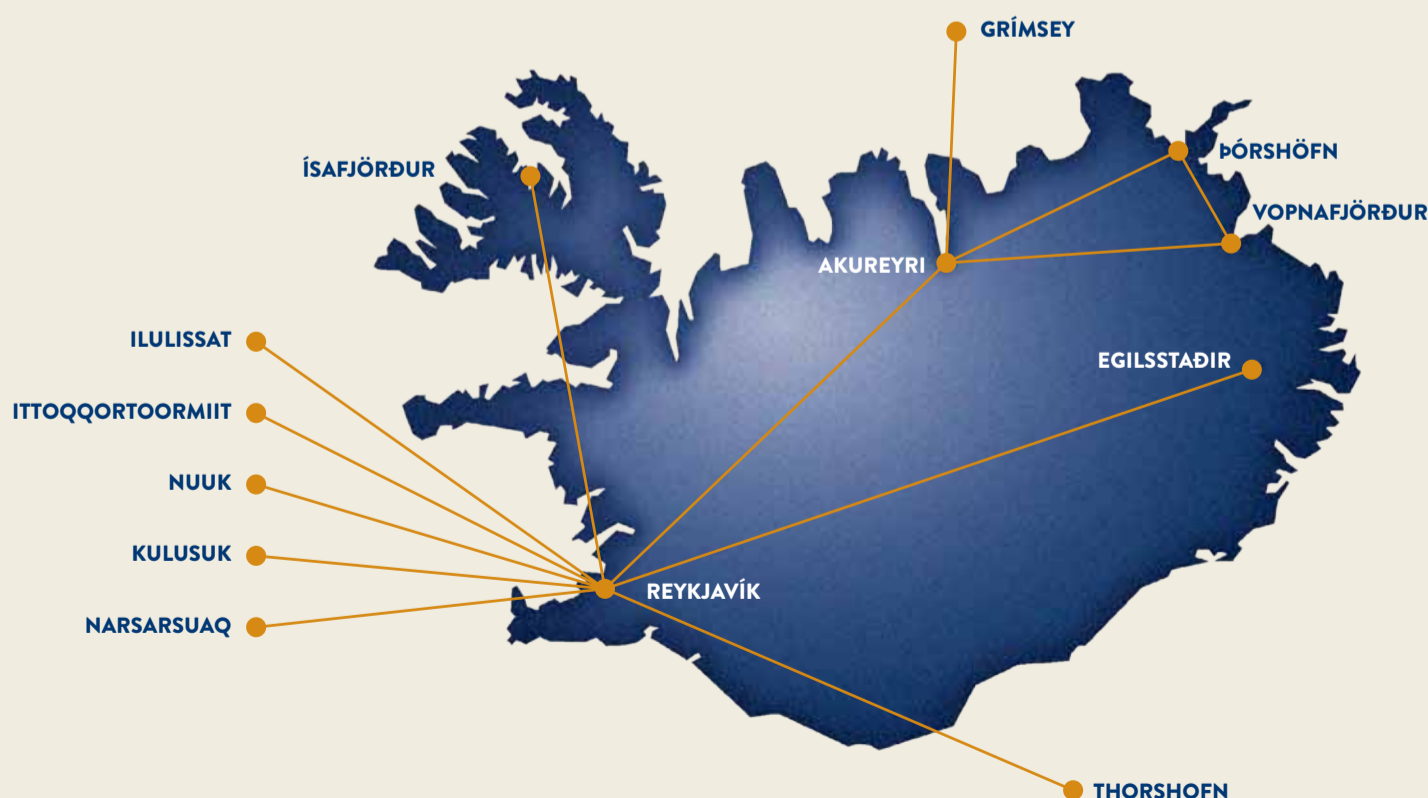 GRÍMSEY
ÞÓRSHÖFN
ÍSAFJÖRÐUR
VOPNAFJÖRÐUR
AKUREYRI
ILULISSAT
EGILSSTAÐIR
ITTOQQORTOORMIIT
NUUK
KULUSUK
REYKJAVÍK
NARSARSUAQ
THORSHOFN